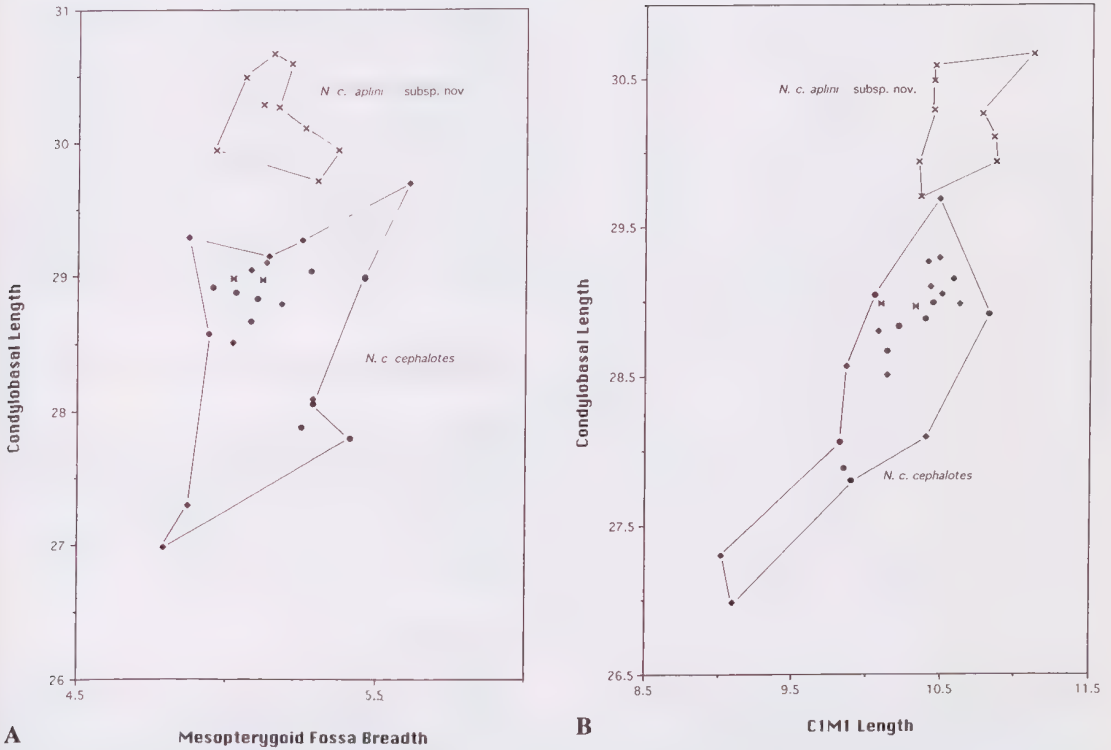 31
30
29
28
27
26
4.5
5.5
Condylobasal Length
N. c. aplini subsp. nov.
N. c cephalotes
A
Mesopterygoid Fossa Breadth
30.5
29.5
28.5
27.5
26.5
8.5
9.5
10.5
11.5
Condylobasal Length
N. c. aplini subsp. nov.
N. c. cephalotes
B
C1M1 Length